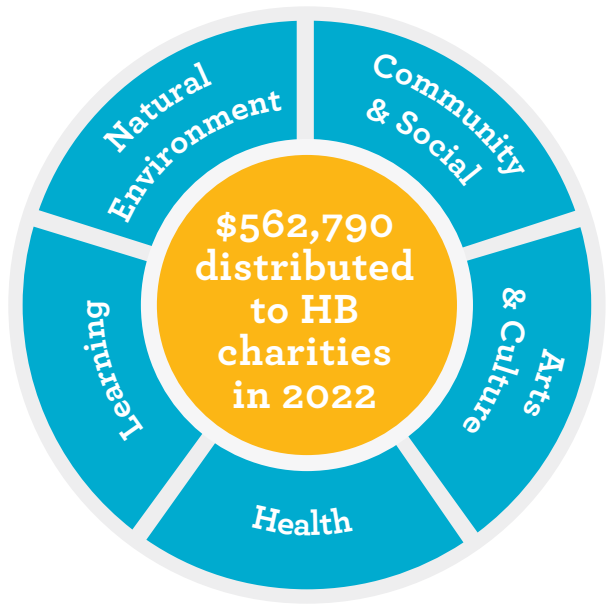 Natural
Environment
Community
& Social
Arts
& Culture
Health
Learning
$562,790
distributed
to HB
charities
in 2022